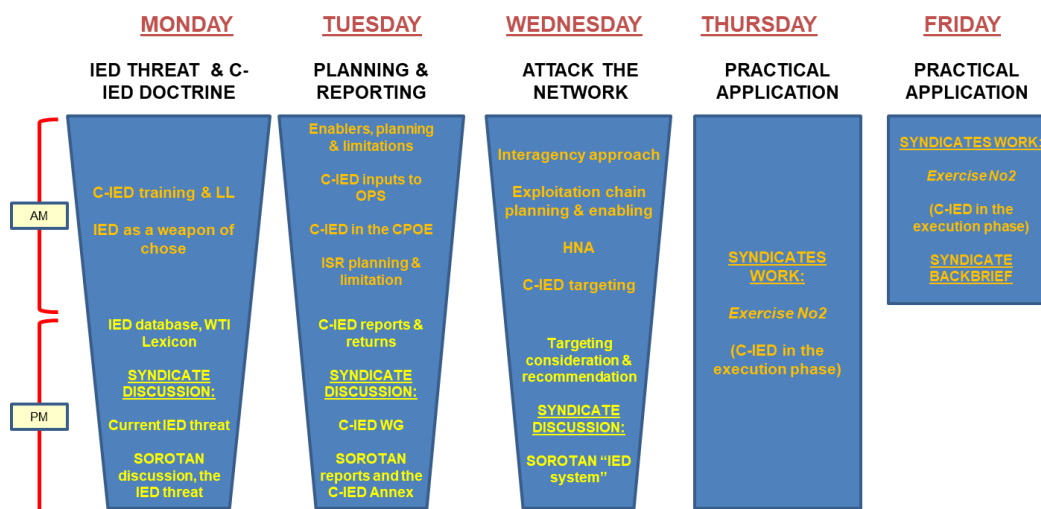 MONDAY
IED THREAT & C-
IED DOCTRINE
TUESDAY
PLANNING &
REPORTING
WEDNESDAY
ATTACK THE
NETWORK
THURSDAY
PRACTICAL
APPLICATION
FRIDAY
PRACTICAL
APPLICATION
AM
C-IED training & LL
IED as a weapon of
chose
Enablers, planning
& limitations
C-IED inputs to
OPS
C-IED in the CPOE
ISR planning &
limitation
Interagency approach
Exploitation chain
planning & enabling
HNA
C-IED targeting
SYNDICATES
WORK:
Exercise No2
(C-IED in the
execution phase)
SYNDICATES WORK:
Exercise No2
(C-IED in the
execution phase)
SYNDICATE
BACKBRIEF
PM
IED database, WTI
Lexicon
SYNDICATE
DISCUSSION:
Current IED threat
SOROTAN
discussion, the
IED threat
C-IED reports &
returns
SYNDICATE
DISCUSSION:
C-IED WG
SOROTAN
reports and the
C-IED Annex
Targeting
consideration &
recommendation
SYNDICATE
DISCUSSION:
SOROTAN “IED
system”